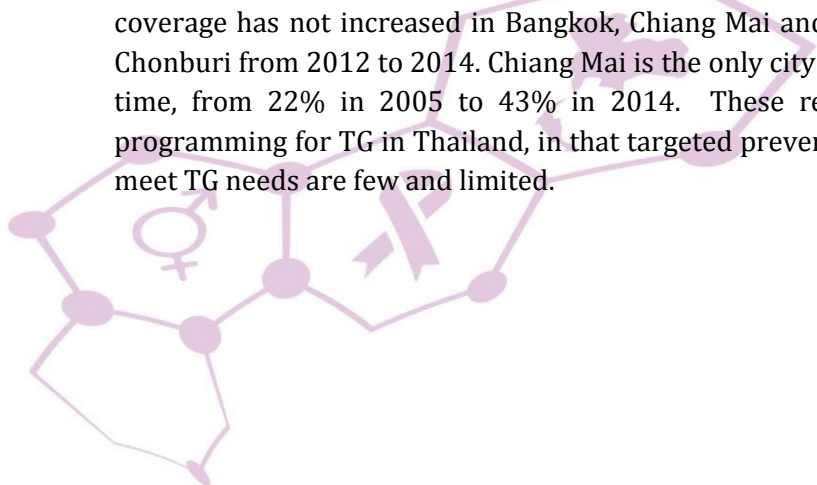 coverage has not increased in Bangkok, Chiang Mai and
Chonburi from 2012 to 2014. Chiang Mai is the only city
time, from 22% in 2005 to 43% in 2014. These re
programming for TG in Thailand, in that targeted preven
meet TG needs are few and limited.